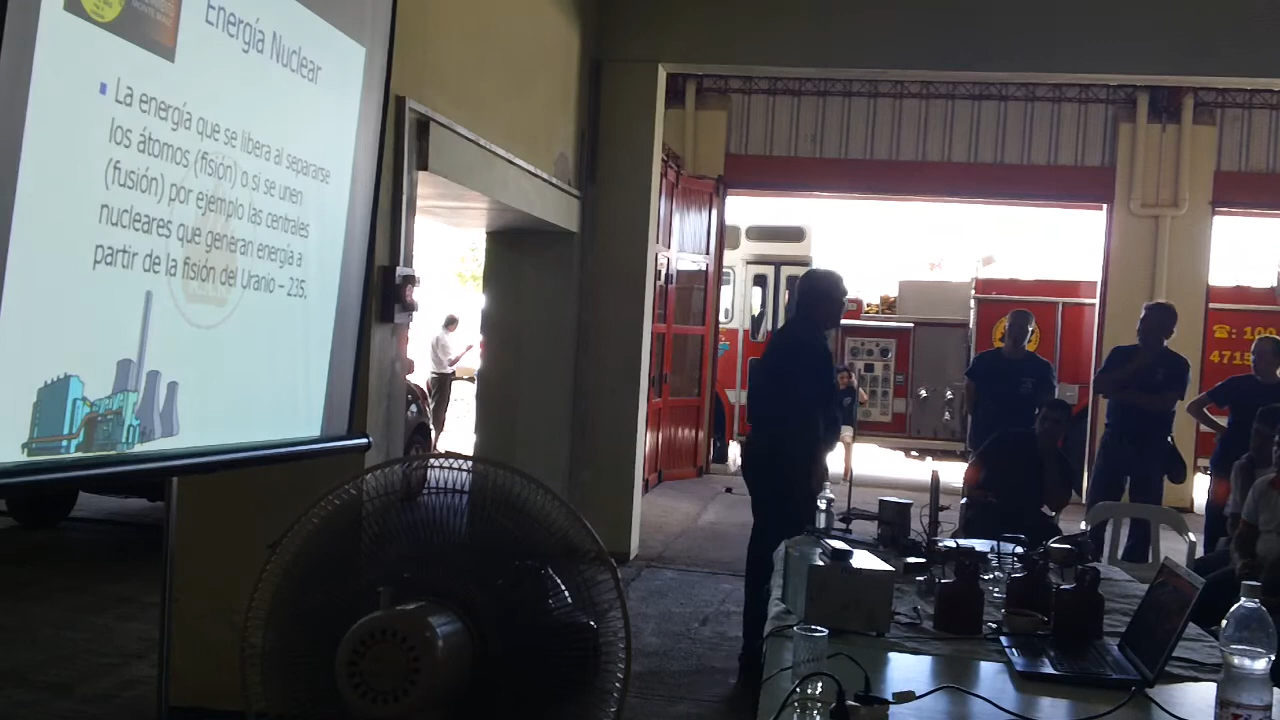 Energía Nuclear
La energía que se libera al separarse
los átomos (fisión) o si se unen
(fusión) por ejemplo las centrales
nucleares que generan energía a
partir de la fisión del Uranio – 235,
☎: 100